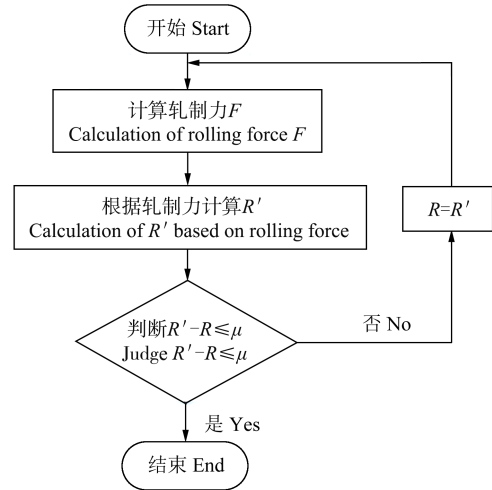 开始 Start
计算轧制力F
Calculation of rolling force F
根据轧制力计算R′
Calculation of R′ based on rolling force
R=R′
判断R′−R≤μ
Judge R′−R≤μ
否 No
是 Yes
结束 End